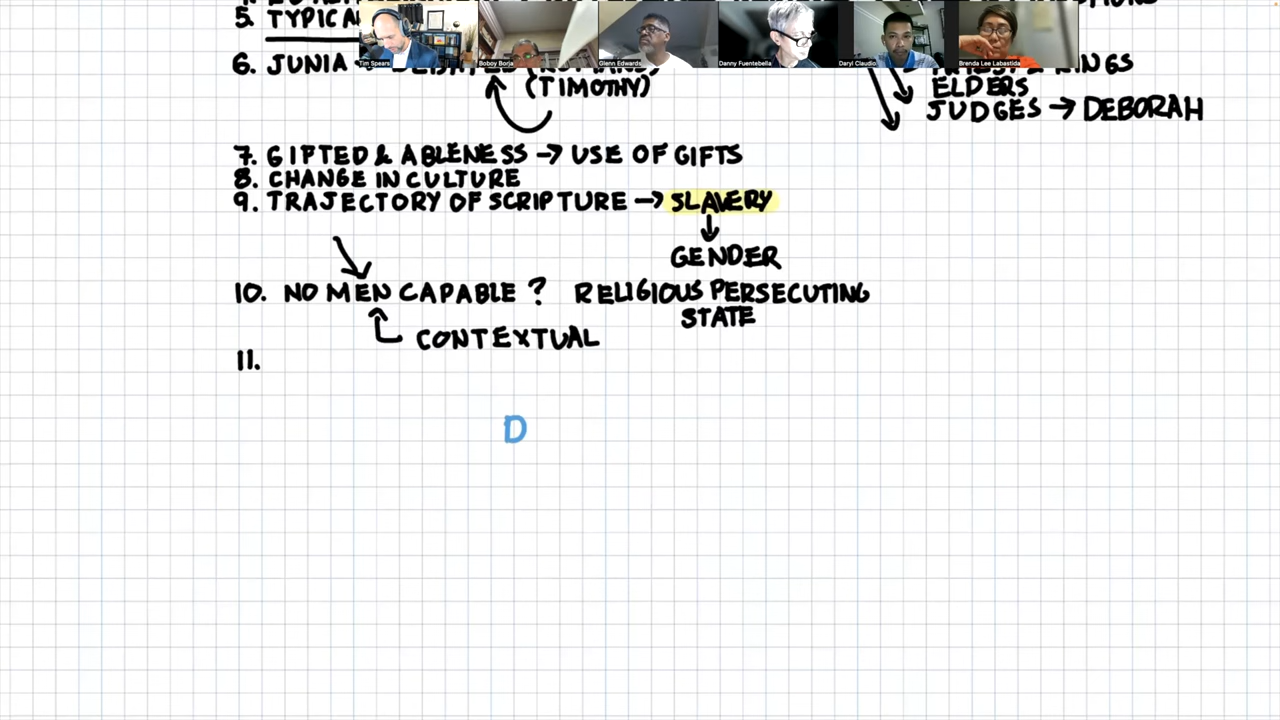 5. TYPICA
Tim Spears
Boboy Borja
Glenn Edwards
Danny Fuentebella
Daryl Claudio
Brenda Lee Labastida
6. JUNIA
(TIMOTHY)
ELDERS
JUDGES → DEBORAH
7. GIFTED & ABLENESS → USE OF GIFTS
8. CHANGE IN CULTURE
9. TRAJECTORY OF SCRIPTURE → SLAVERY
GENDER
10. NO MEN CAPABLE? RELIGIOUS PERSECUTING
STATE
CONTEXTUAL
11.
D